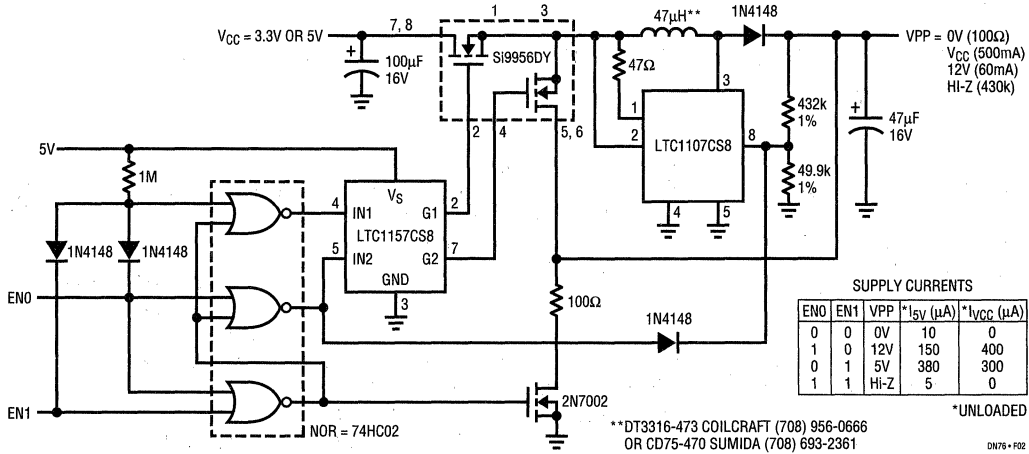 1 3
7, 8
V_CC = 3.3V OR 5V
+
100µF
16V
SI9956DY
2 4 5, 6
47µH**
1N4148
47Ω
1
2
3
8
LTC1107CS8
4 5
VPP = 0V (100Ω)
V_CC (500mA)
12V (60mA)
HI-Z (430k)
432k
1%
49.9k
1%
+
47µF
16V
5V
1M
1N4148
1N4148
EN0
EN1
NOR = 74HC02
V_S
4 IN1 G1 2
LTC1157CS8
5 IN2 G2 7
GND
3
100Ω
1N4148
2N7002
SUPPLY CURRENTS
EN0 EN1 VPP *I_5V (µA) *I_VCC (µA)
0 0 0V 10 0
1 0 12V 150 400
0 1 5V 380 300
1 1 Hi-Z 5 0
*UNLOADED
**DT3316-473 COILCRAFT (708) 956-0666
OR CD75-470 SUMIDA (708) 693-2361
DN76 • F02